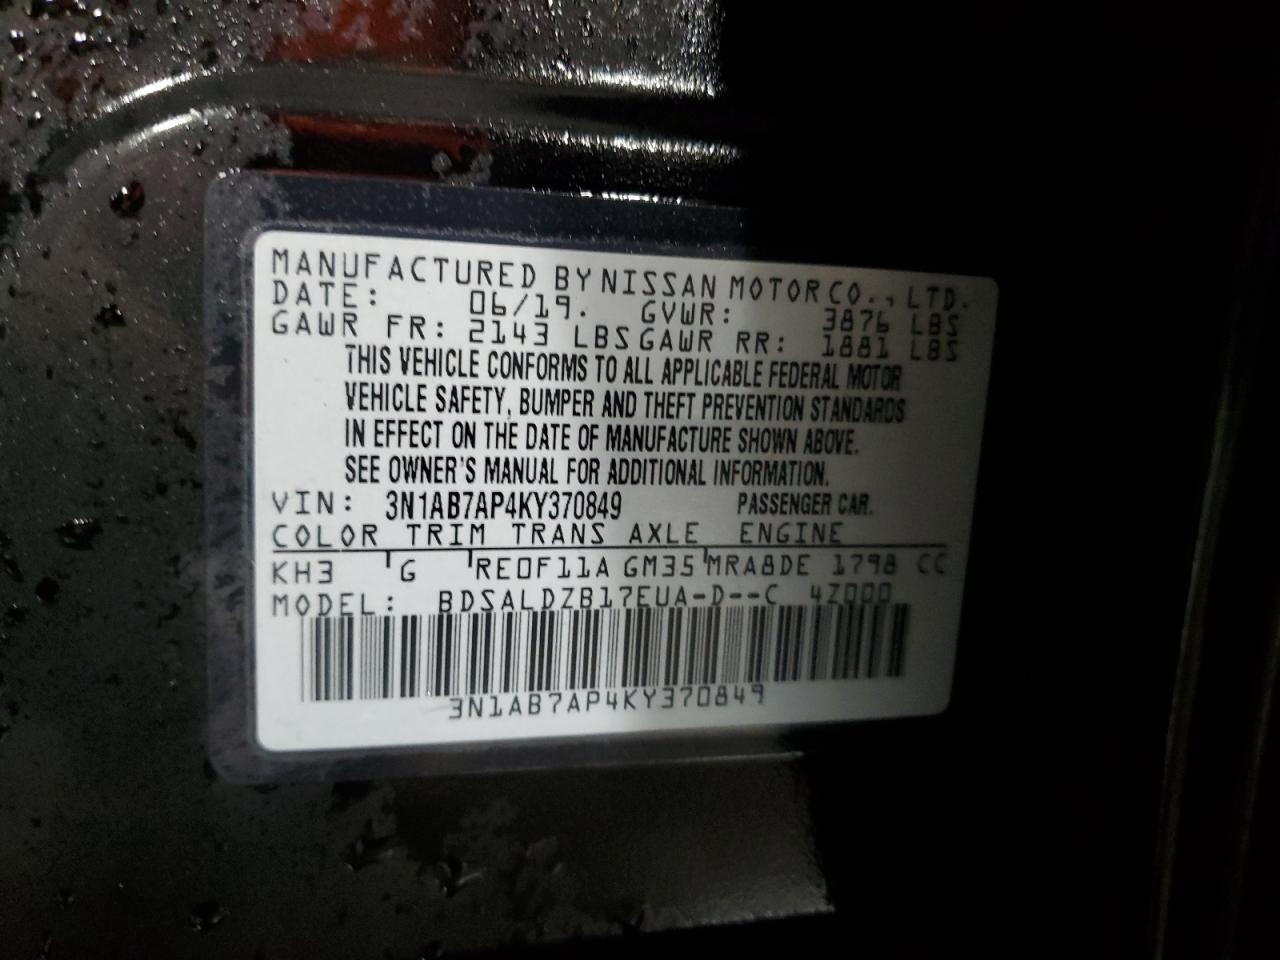 MANUFACTURED BY NISSAN MOTOR CO., LTD.
DATE: 06/19. GVWR: 3876 LBS
GAWR FR: 2143 LBS GAWR RR: 1881 LBS
THIS VEHICLE CONFORMS TO ALL APPLICABLE FEDERAL MOTOR
VEHICLE SAFETY, BUMPER AND THEFT PREVENTION STANDARDS
IN EFFECT ON THE DATE OF MANUFACTURE SHOWN ABOVE.
SEE OWNER'S MANUAL FOR ADDITIONAL INFORMATION.
VIN: 3N1AB7AP4KY370849 PASSENGER CAR.
COLOR TRIM TRANS AXLE ENGINE
KH3 G RE0F11A GM35 MRA8DE 1798 CC
MODEL: BDSALDZB17EUA-D--C 4Z000
3N1AB7AP4KY370849